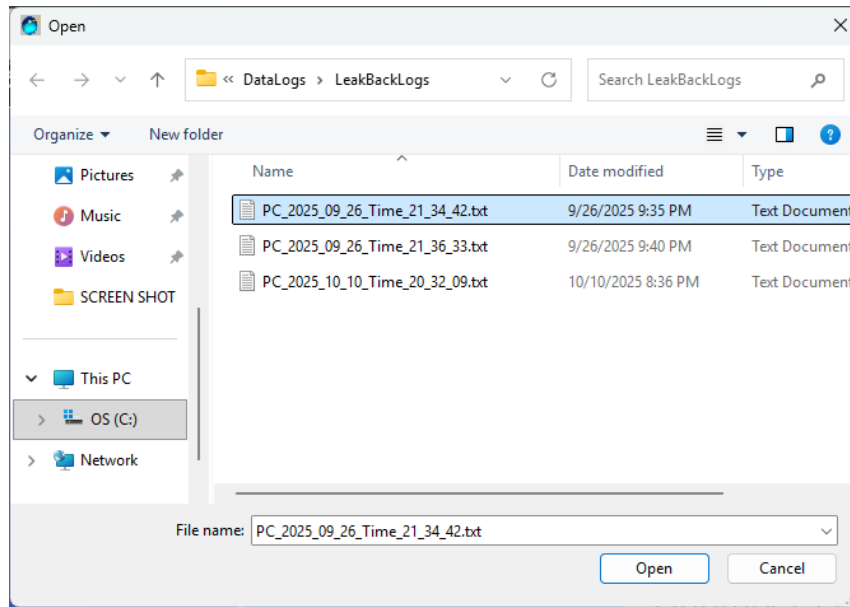 Open
« DataLogs > LeakBackLogs
Search LeakBackLogs
Organize
New folder
Name Date modified Type
Pictures
Music
Videos
SCREEN SHOT
This PC
OS (C:)
Network
PC_2025_09_26_Time_21_34_42.txt 9/26/2025 9:35 PM Text Document
PC_2025_09_26_Time_21_36_33.txt 9/26/2025 9:40 PM Text Document
PC_2025_10_10_Time_20_32_09.txt 10/10/2025 8:36 PM Text Document
File name: PC_2025_09_26_Time_21_34_42.txt
Open Cancel